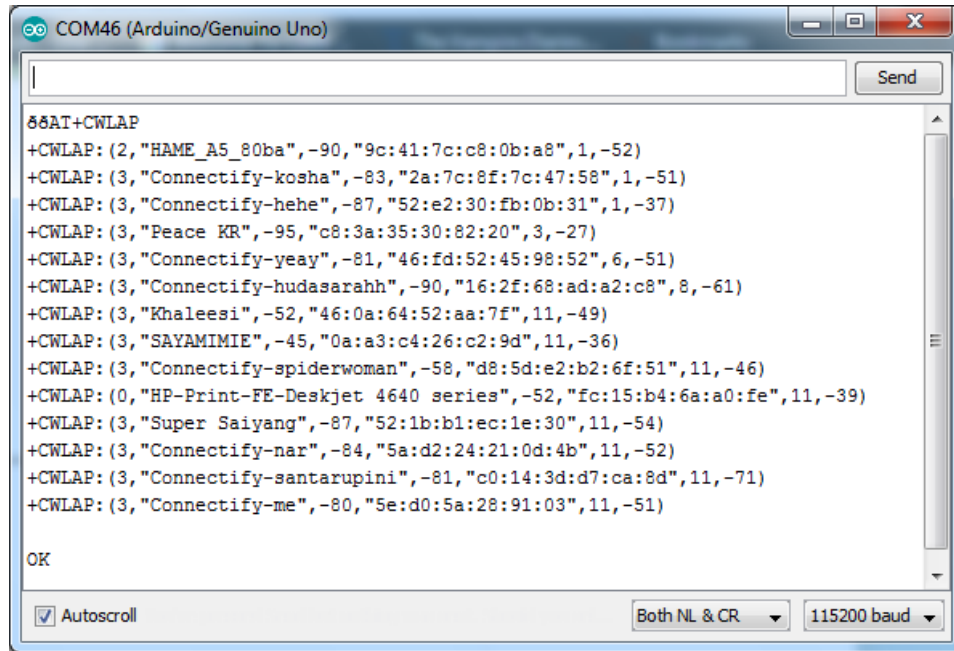 COM46 (Arduino/Genuino Uno)
Send
ððAT+CWLAP
+CWLAP:(2,"HAME_A5_80ba",-90,"9c:41:7c:c8:0b:a8",1,-52)
+CWLAP:(3,"Connectify-kosha",-83,"2a:7c:8f:7c:47:58",1,-51)
+CWLAP:(3,"Connectify-hehe",-87,"52:e2:30:fb:0b:31",1,-37)
+CWLAP:(3,"Peace KR",-95,"c8:3a:35:30:82:20",3,-27)
+CWLAP:(3,"Connectify-yeay",-81,"46:fd:52:45:98:52",6,-51)
+CWLAP:(3,"Connectify-hudasarahh",-90,"16:2f:68:ad:a2:c8",8,-61)
+CWLAP:(3,"Khaleesi",-52,"46:0a:64:52:aa:7f",11,-49)
+CWLAP:(3,"SAYAMIMIE",-45,"0a:a3:c4:26:c2:9d",11,-36)
+CWLAP:(3,"Connectify-spiderwoman",-58,"d8:5d:e2:b2:6f:51",11,-46)
+CWLAP:(0,"HP-Print-FE-Deskjet 4640 series",-52,"fc:15:b4:6a:a0:fe",11,-39)
+CWLAP:(3,"Super Saiyang",-87,"52:1b:b1:ec:1e:30",11,-54)
+CWLAP:(3,"Connectify-nar",-84,"5a:d2:24:21:0d:4b",11,-52)
+CWLAP:(3,"Connectify-santarupini",-81,"c0:14:3d:d7:ca:8d",11,-71)
+CWLAP:(3,"Connectify-me",-80,"5e:d0:5a:28:91:03",11,-51)
OK
Autoscroll
Both NL & CR
115200 baud